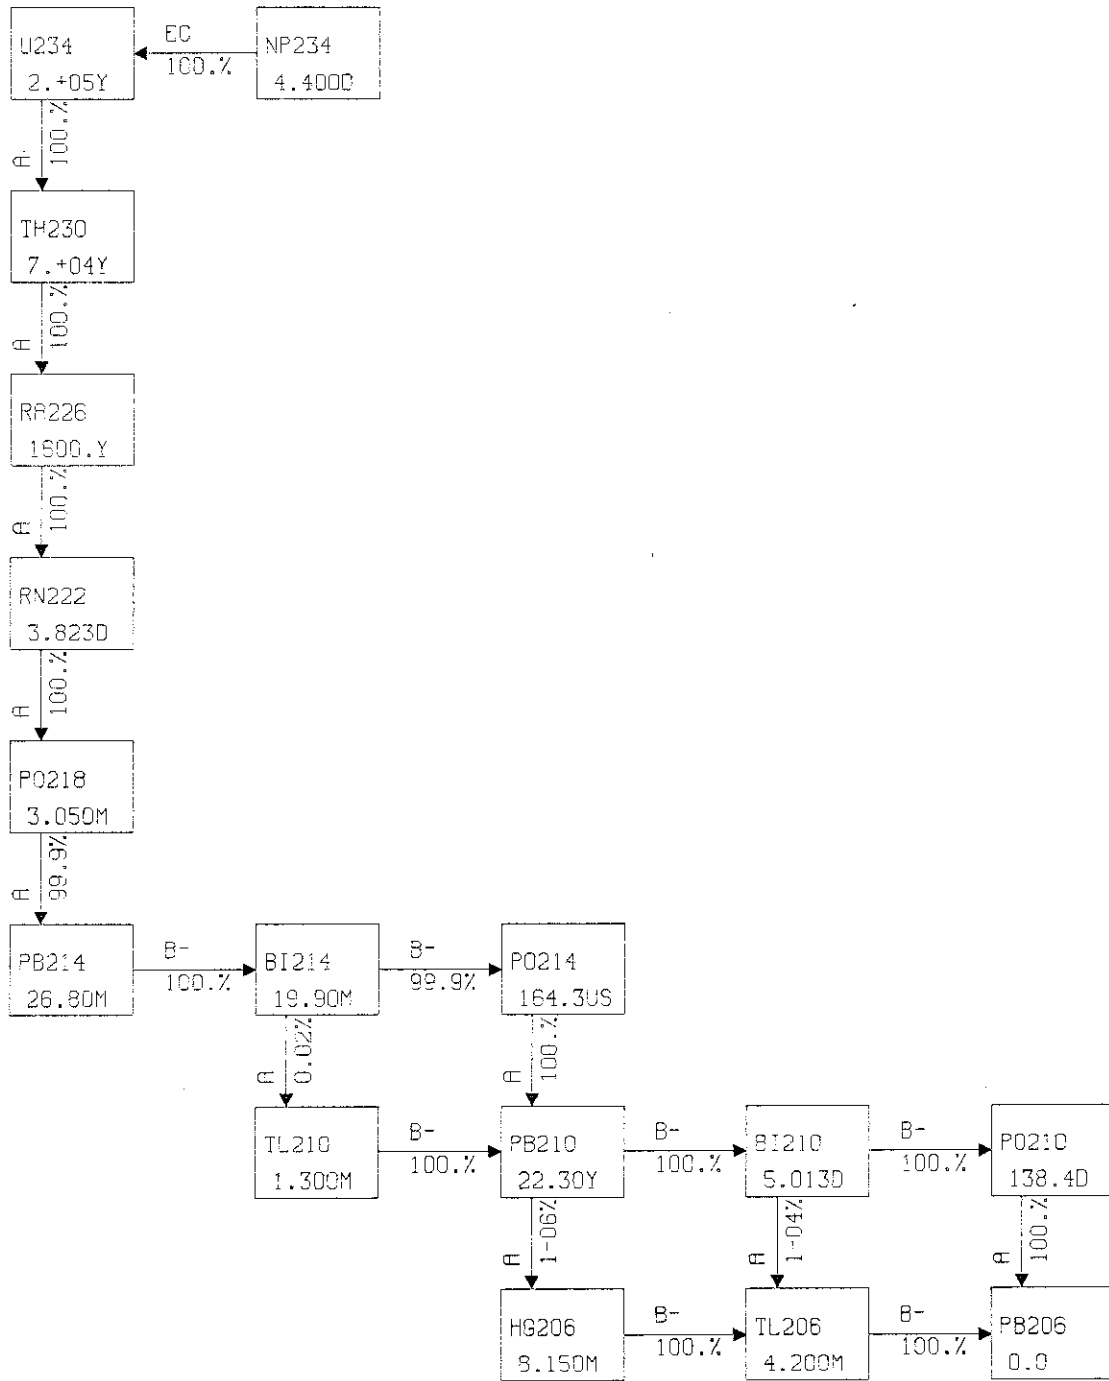 U234
2.+05Y
EC
100.%
NP234
4.400D
A
100.%
TH230
7.+04Y
A
100.%
RA226
1600.Y
A
100.%
RN222
3.823D
A
100.%
PO218
3.050M
A
99.9%
PB214
26.80M
B-
100.%
BI214
19.90M
B-
99.9%
PO214
164.3US
A
0.02%
A
100.%
TL210
1.300M
B-
100.%
PB210
22.30Y
B-
100.%
BI210
5.013D
B-
100.%
PO210
138.4D
A
1-06%
A
1-04%
A
100.%
HG206
8.150M
B-
100.%
TL206
4.200M
B-
100.%
PB206
0.0